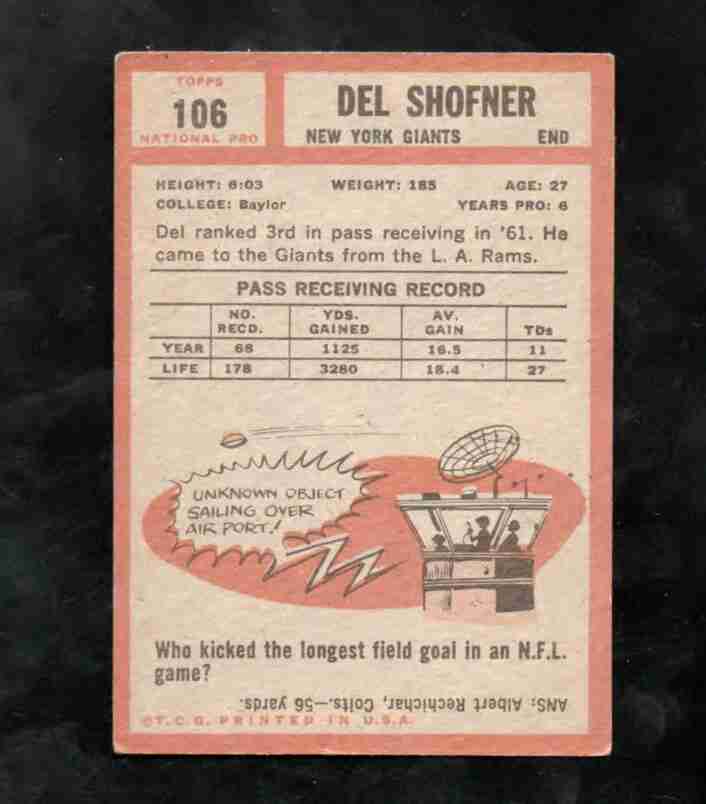 TOPPS
106
NATIONAL PRO
DEL SHOFNER
NEW YORK GIANTS END
HEIGHT: 6:03 WEIGHT: 185 AGE: 27
COLLEGE: Baylor YEARS PRO: 6
Del ranked 3rd in pass receiving in '61. He
came to the Giants from the L. A. Rams.
PASS RECEIVING RECORD
NO. RECD. YDS. GAINED AV. GAIN TDs
YEAR 68 1125 16.5 11
LIFE 178 3280 18.4 27
UNKNOWN OBJECT
SAILING OVER
AIRPORT!
Who kicked the longest field goal in an N.F.L.
game?
ANS: Albert Rechichar, Colts.—56 yards.
©T.C.G. PRINTED IN U.S.A.